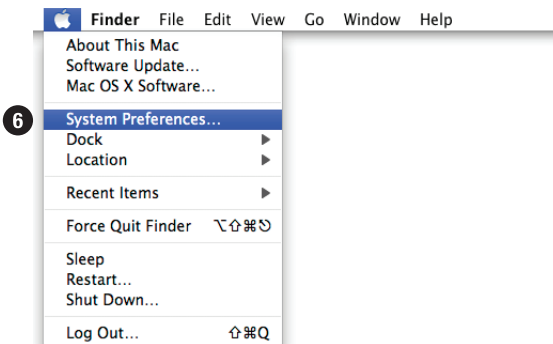 Finder File Edit View Go Window Help
About This Mac
Software Update...
Mac OS X Software...
6 System Preferences...
Dock
Location
Recent Items
Force Quit Finder ⌥⇧⌘⎋
Sleep
Restart...
Shut Down...
Log Out... ⇧⌘Q